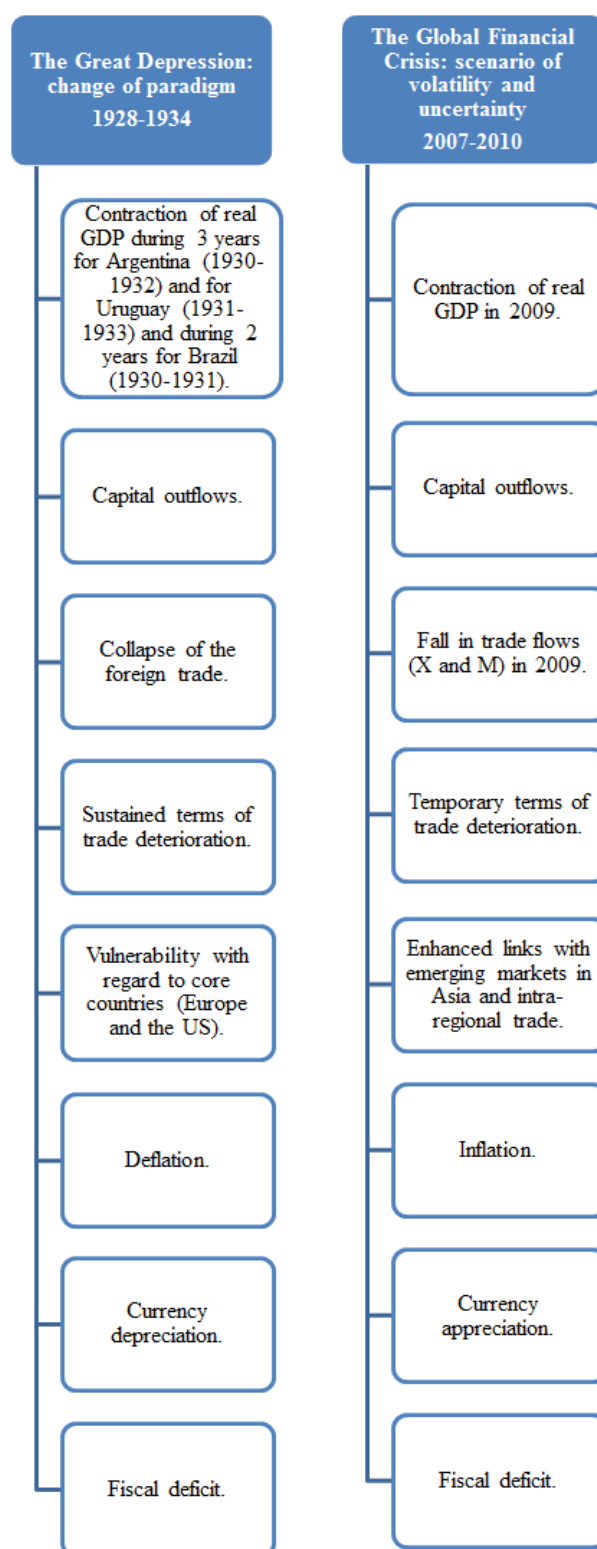 The Great Depression:
change of paradigm
1928-1934
Contraction of real
GDP during 3 years
for Argentina (1930-
1932) and for
Uruguay (1931-
1933) and during 2
years for Brazil
(1930-1931).
Capital outflows.
Collapse of the
foreign trade.
Sustained terms of
trade deterioration.
Vulnerability with
regard to core
countries (Europe
and the US).
Deflation.
Currency
depreciation.
Fiscal deficit.
The Global Financial
Crisis: scenario of
volatility and
uncertainty
2007-2010
Contraction of real
GDP in 2009.
Capital outflows.
Fall in trade flows
(X and M) in 2009.
Temporary terms of
trade deterioration.
Enhanced links with
emerging markets in
Asia and intra-
regional trade.
Inflation.
Currency
appreciation.
Fiscal deficit.